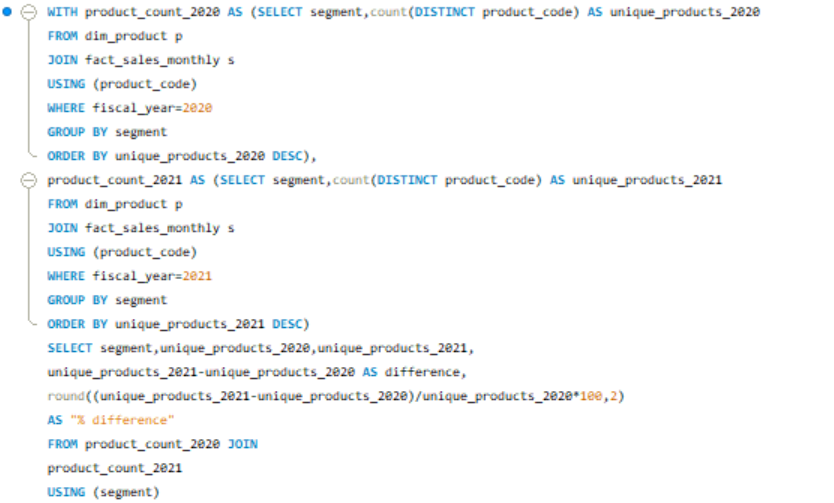 WITH product_count_2020 AS (SELECT segment,count(DISTINCT product_code) AS unique_products_2020
FROM dim_product p
JOIN fact_sales_monthly s
USING (product_code)
WHERE fiscal_year=2020
GROUP BY segment
ORDER BY unique_products_2020 DESC),
product_count_2021 AS (SELECT segment,count(DISTINCT product_code) AS unique_products_2021
FROM dim_product p
JOIN fact_sales_monthly s
USING (product_code)
WHERE fiscal_year=2021
GROUP BY segment
ORDER BY unique_products_2021 DESC)
SELECT segment,unique_products_2020,unique_products_2021,
unique_products_2021-unique_products_2020 AS difference,
round((unique_products_2021-unique_products_2020)/unique_products_2020*100,2)
AS "% difference"
FROM product_count_2020 JOIN
product_count_2021
USING (segment)